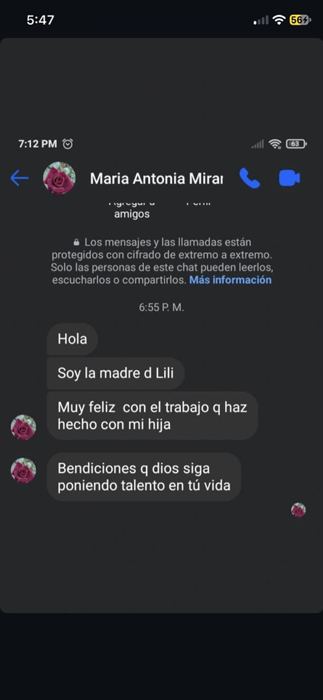 5:47
56
7:12 PM
63
Maria Antonia Mirar
amigos
Los mensajes y las llamadas están
protegidos con cifrado de extremo a extremo.
Solo las personas de este chat pueden leerlos,
escucharlos o compartirlos. Más información
6:55 P. M.
Hola
Soy la madre d Lili
Muy feliz con el trabajo q haz
hecho con mi hija
Bendiciones q dios siga
poniendo talento en tú vida